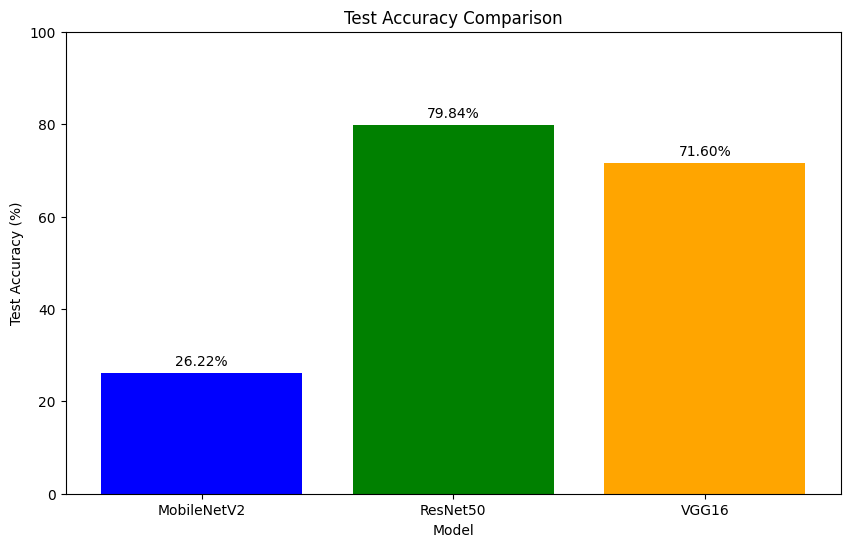 Test Accuracy Comparison
100
80
60
40
20
0
Test Accuracy (%)
26.22%
79.84%
71.60%
MobileNetV2
ResNet50
VGG16
Model